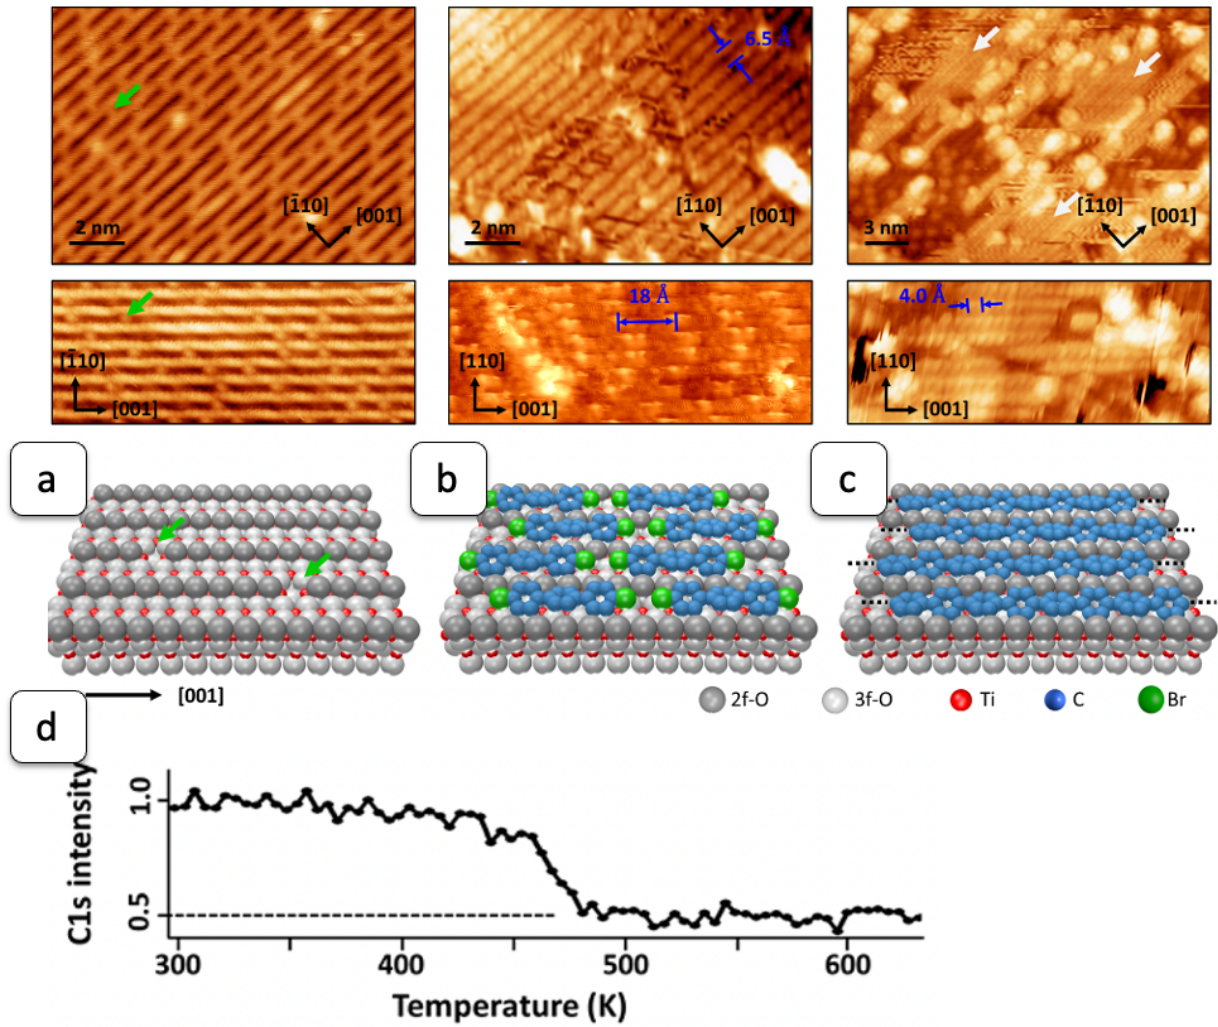 6.5 Å
[1̄10]
[001]
2 nm
[1̄10]
[001]
2 nm
[1̄10]
[001]
3 nm
[1̄10]
[001]
18 Å
[110]
[001]
4.0 Å
[110]
[001]
a
b
c
[001]
2f-O
3f-O
Ti
C
Br
d
C1s intensity
1.0
0.5
300
400
500
600
Temperature (K)